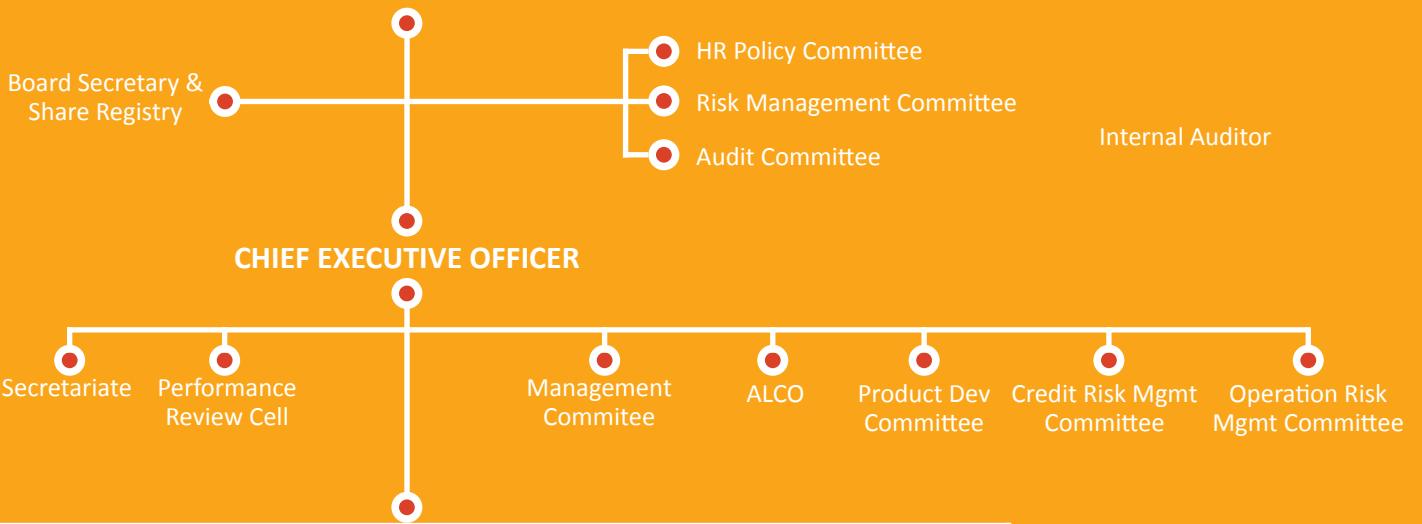 HR Policy Committee
Board Secretary &
Share Registry
Risk Management Committee
Internal Auditor
Audit Committee
CHIEF EXECUTIVE OFFICER
Secretariate
Performance
Review Cell
Management
Commitee
ALCO
Product Dev
Committee
Credit Risk Mgmt
Committee
Operation Risk
Mgmt Committee